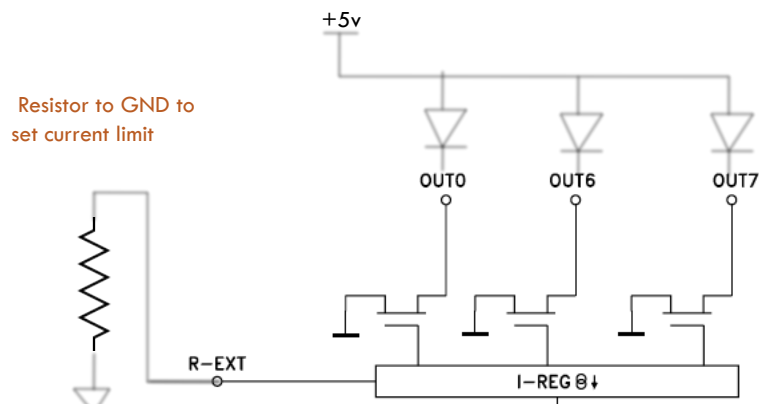 +5v
Resistor to GND to
set current limit
OUT0
OUT6
OUT7
R-EXT
I-REG